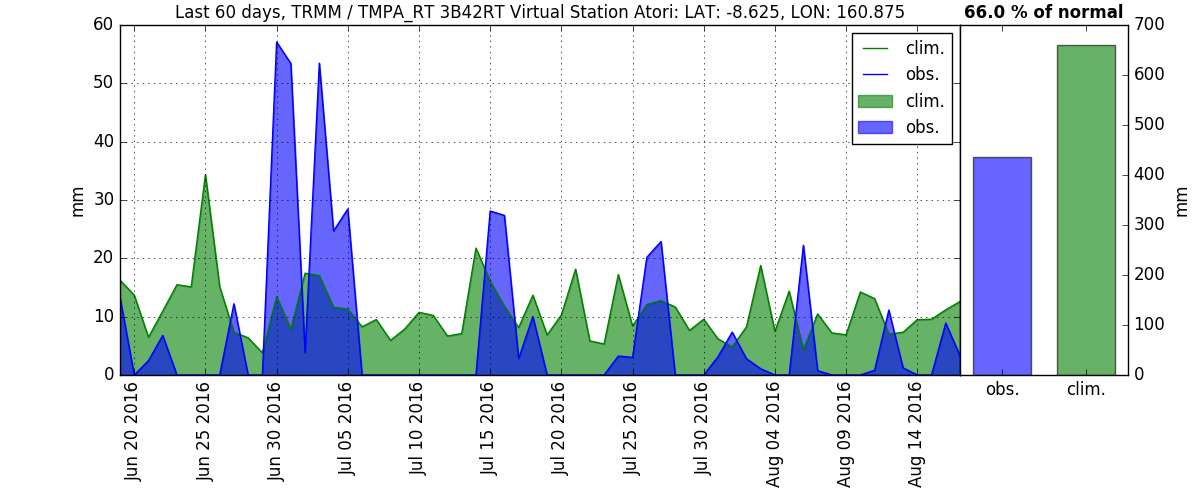 Last 60 days, TRMM / TMPA_RT 3B42RT Virtual Station Atori: LAT: -8.625, LON: 160.875
66.0 % of normal
60
50
40
30
20
10
0
mm
clim.
obs.
clim.
obs.
Jun 20 2016
Jun 25 2016
Jun 30 2016
Jul 05 2016
Jul 10 2016
Jul 15 2016
Jul 20 2016
Jul 25 2016
Jul 30 2016
Aug 04 2016
Aug 09 2016
Aug 14 2016
700
600
500
400
300
200
100
0
mm
obs.
clim.